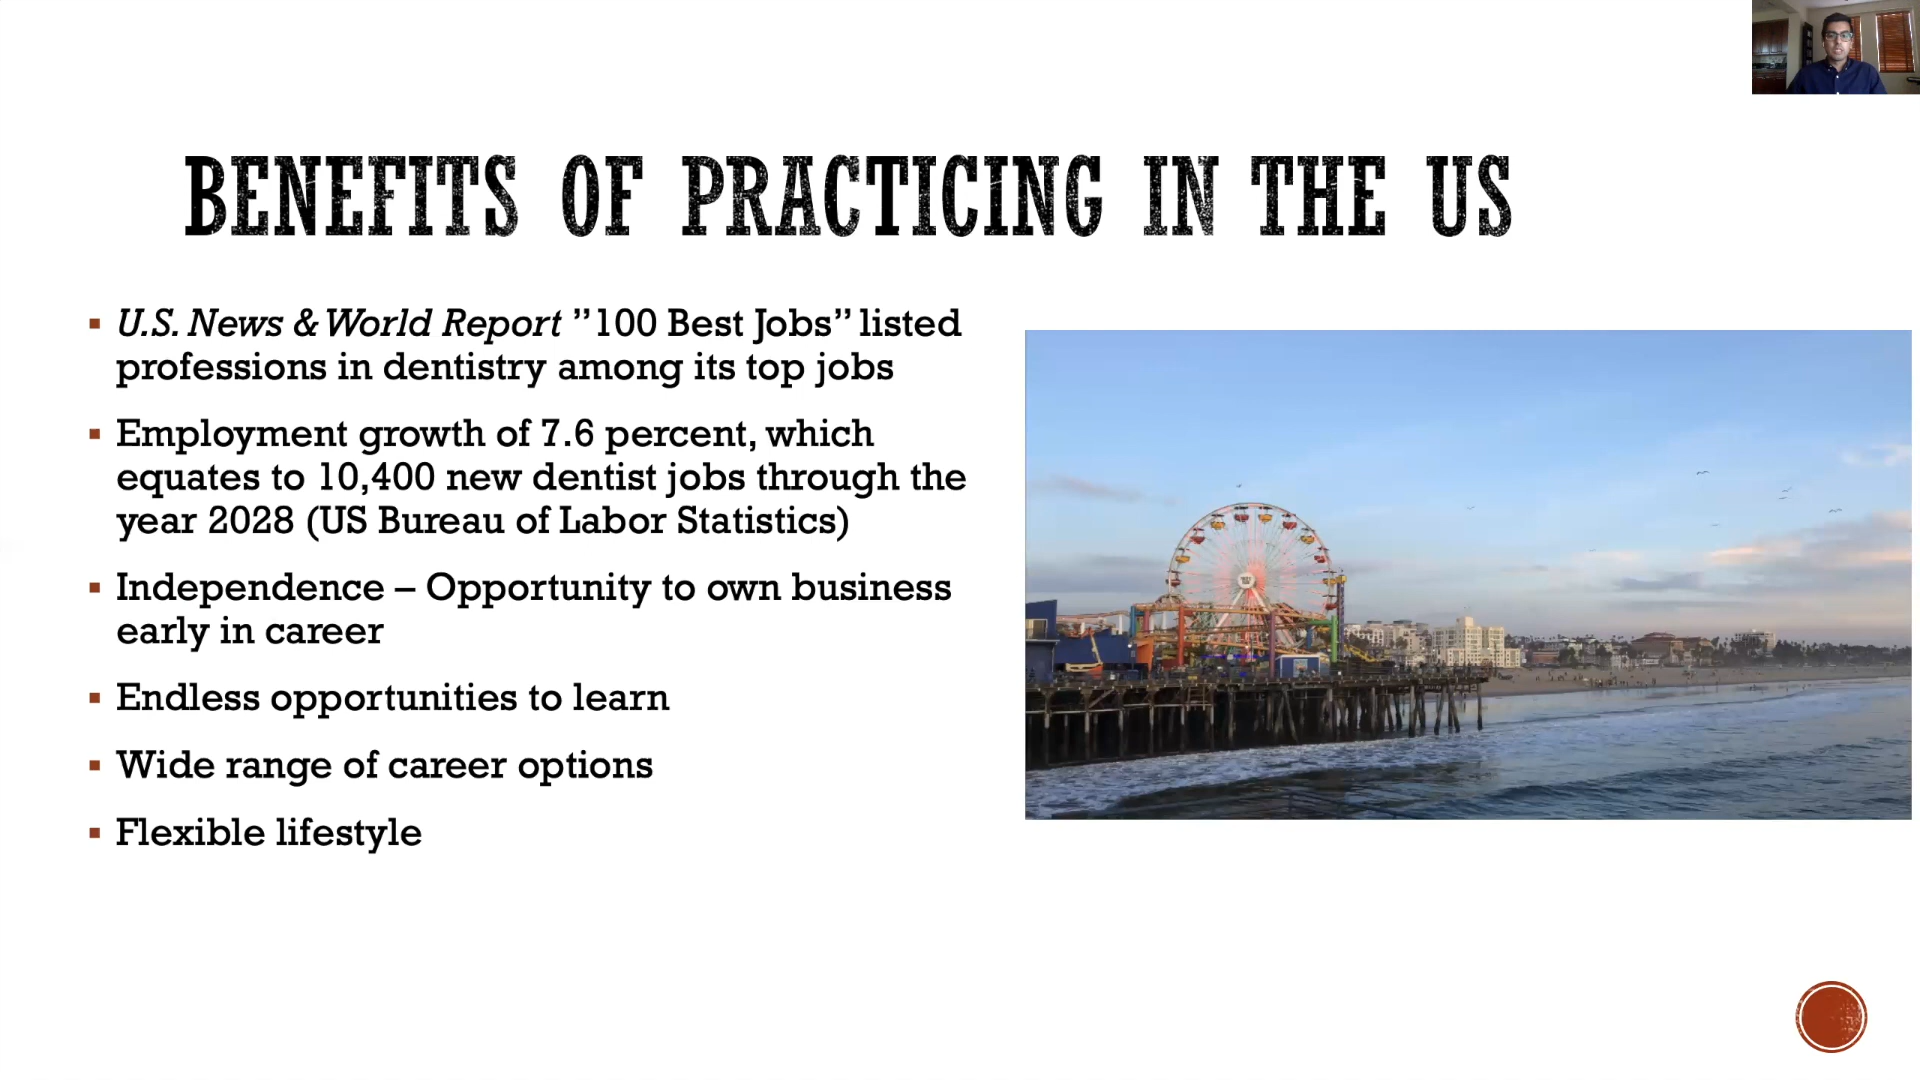 BENEFITS OF PRACTICING IN THE US
▪ U.S. News & World Report ”100 Best Jobs” listed
professions in dentistry among its top jobs
▪ Employment growth of 7.6 percent, which
equates to 10,400 new dentist jobs through the
year 2028 (US Bureau of Labor Statistics)
▪ Independence – Opportunity to own business
early in career
▪ Endless opportunities to learn
▪ Wide range of career options
▪ Flexible lifestyle